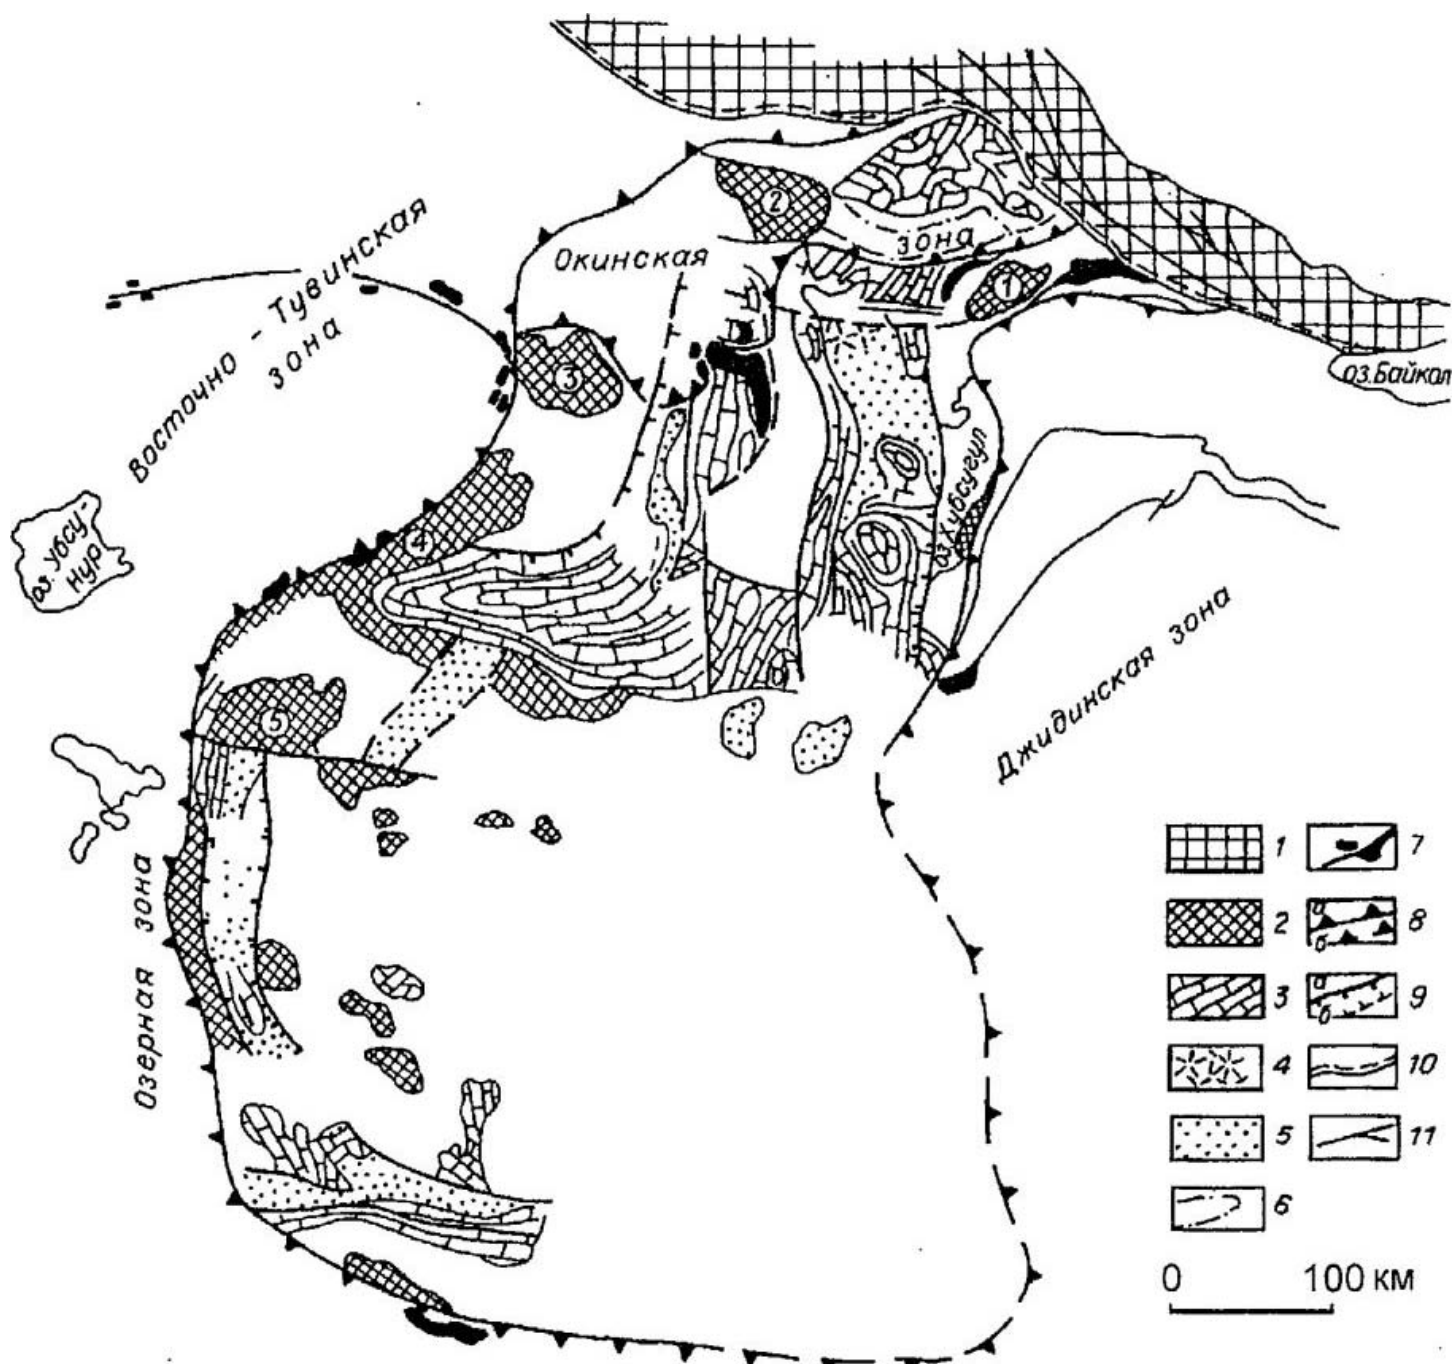 2
Окинская
зона
1
Восточно - Тувинская
зона
3
оз. Байкал
оз. Убсу-
Нур
4
оз. Хубсугул
5
Джидинская зона
Озерная зона
1
7
2
а
б
8
3
а
б
9
4
10
5
11
6
0
100 км